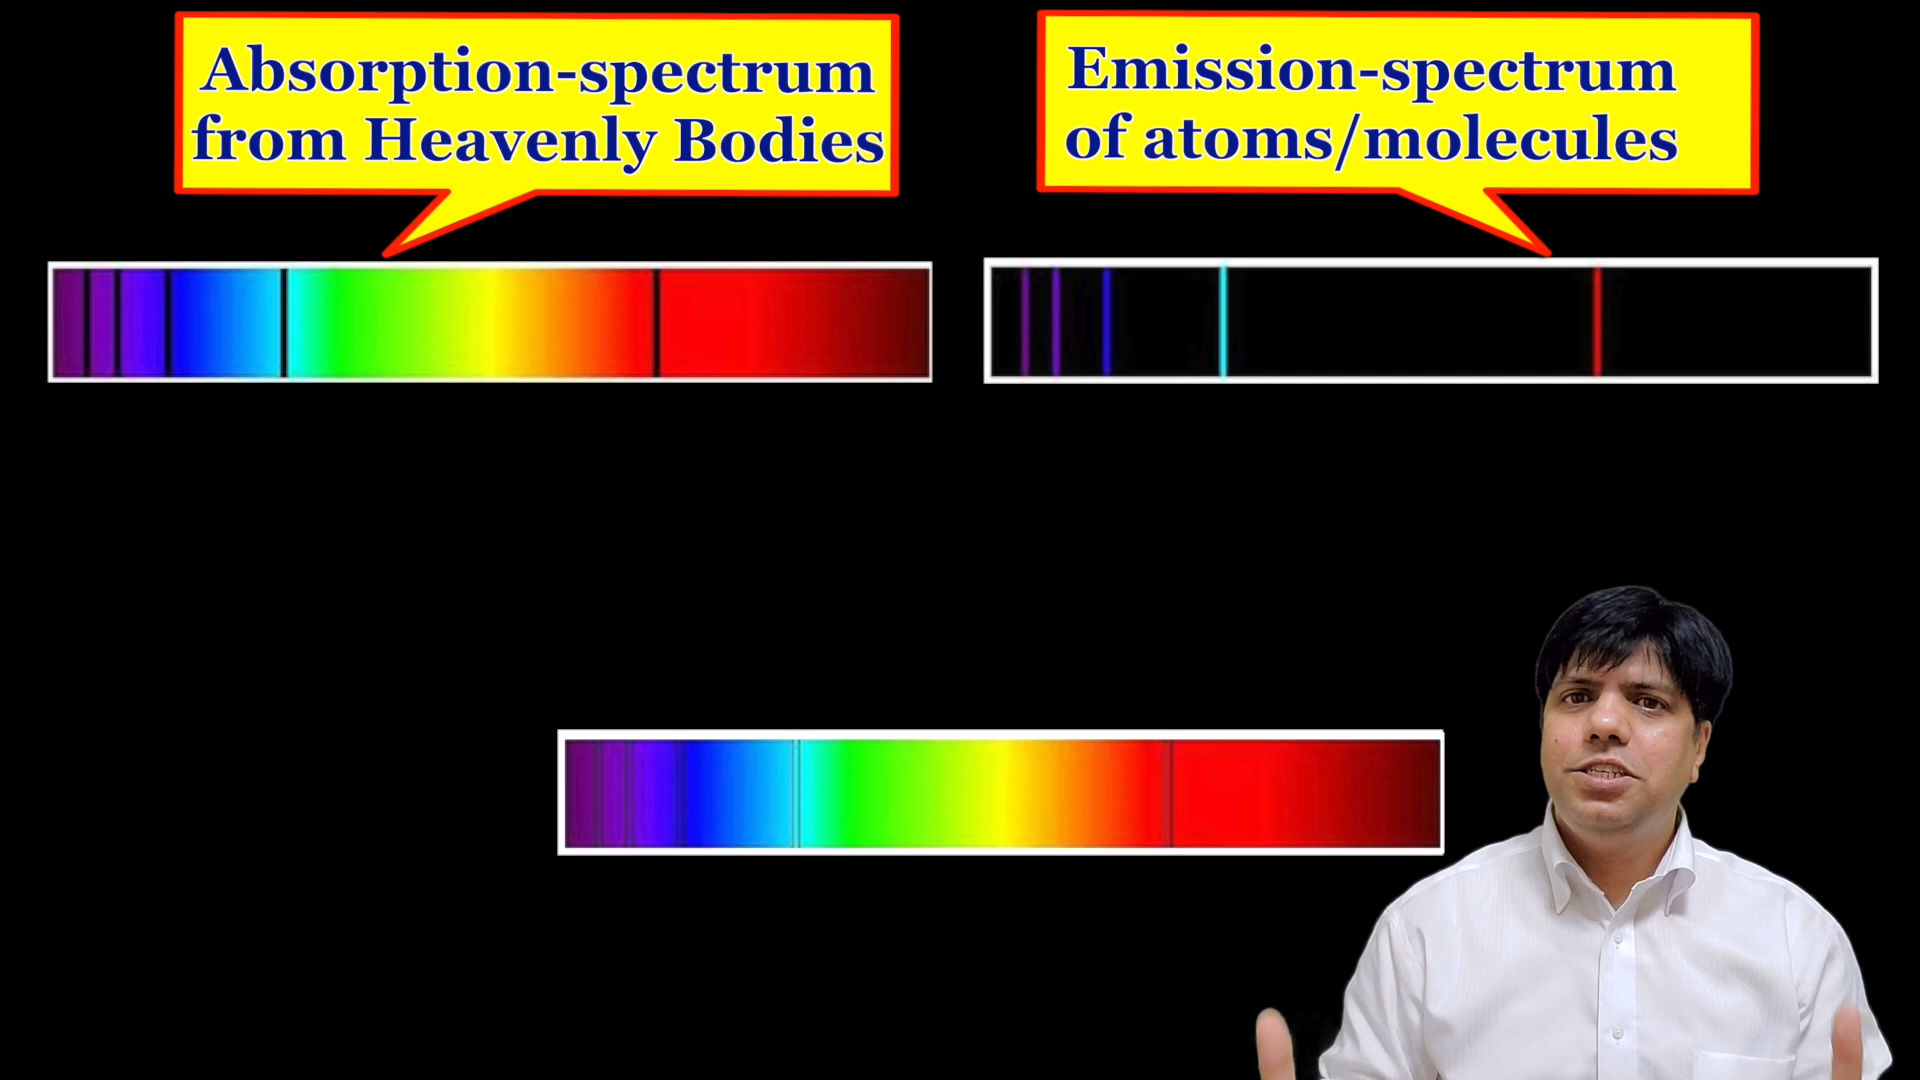 Absorption-spectrum
from Heavenly Bodies
Emission-spectrum
of atoms/molecules